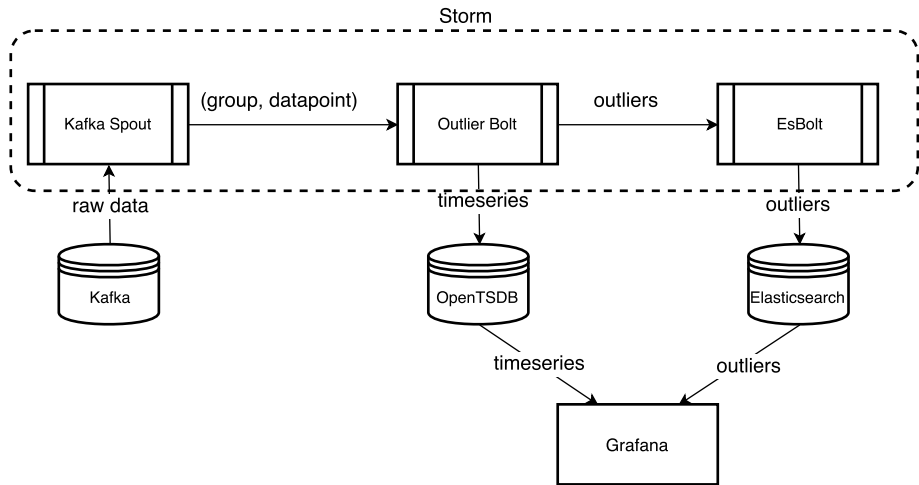 Storm
(group, datapoint)
outliers
Kafka Spout
Outlier Bolt
EsBolt
raw data
timeseries
outliers
Kafka
OpenTSDB
Elasticsearch
timeseries
outliers
Grafana